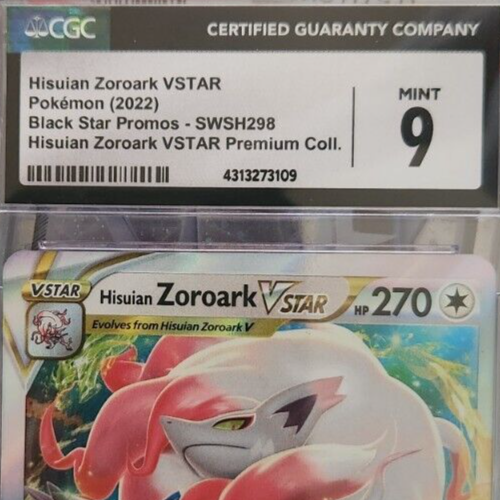 CGC
CERTIFIED GUARANTY COMPANY
Hisuian Zoroark VSTAR
Pokémon (2022)
Black Star Promos - SWSH298
Hisuian Zoroark VSTAR Premium Coll.
4313273109
MINT
9
VSTAR
Hisuian Zoroark VSTAR HP 270
Evolves from Hisuian Zoroark V